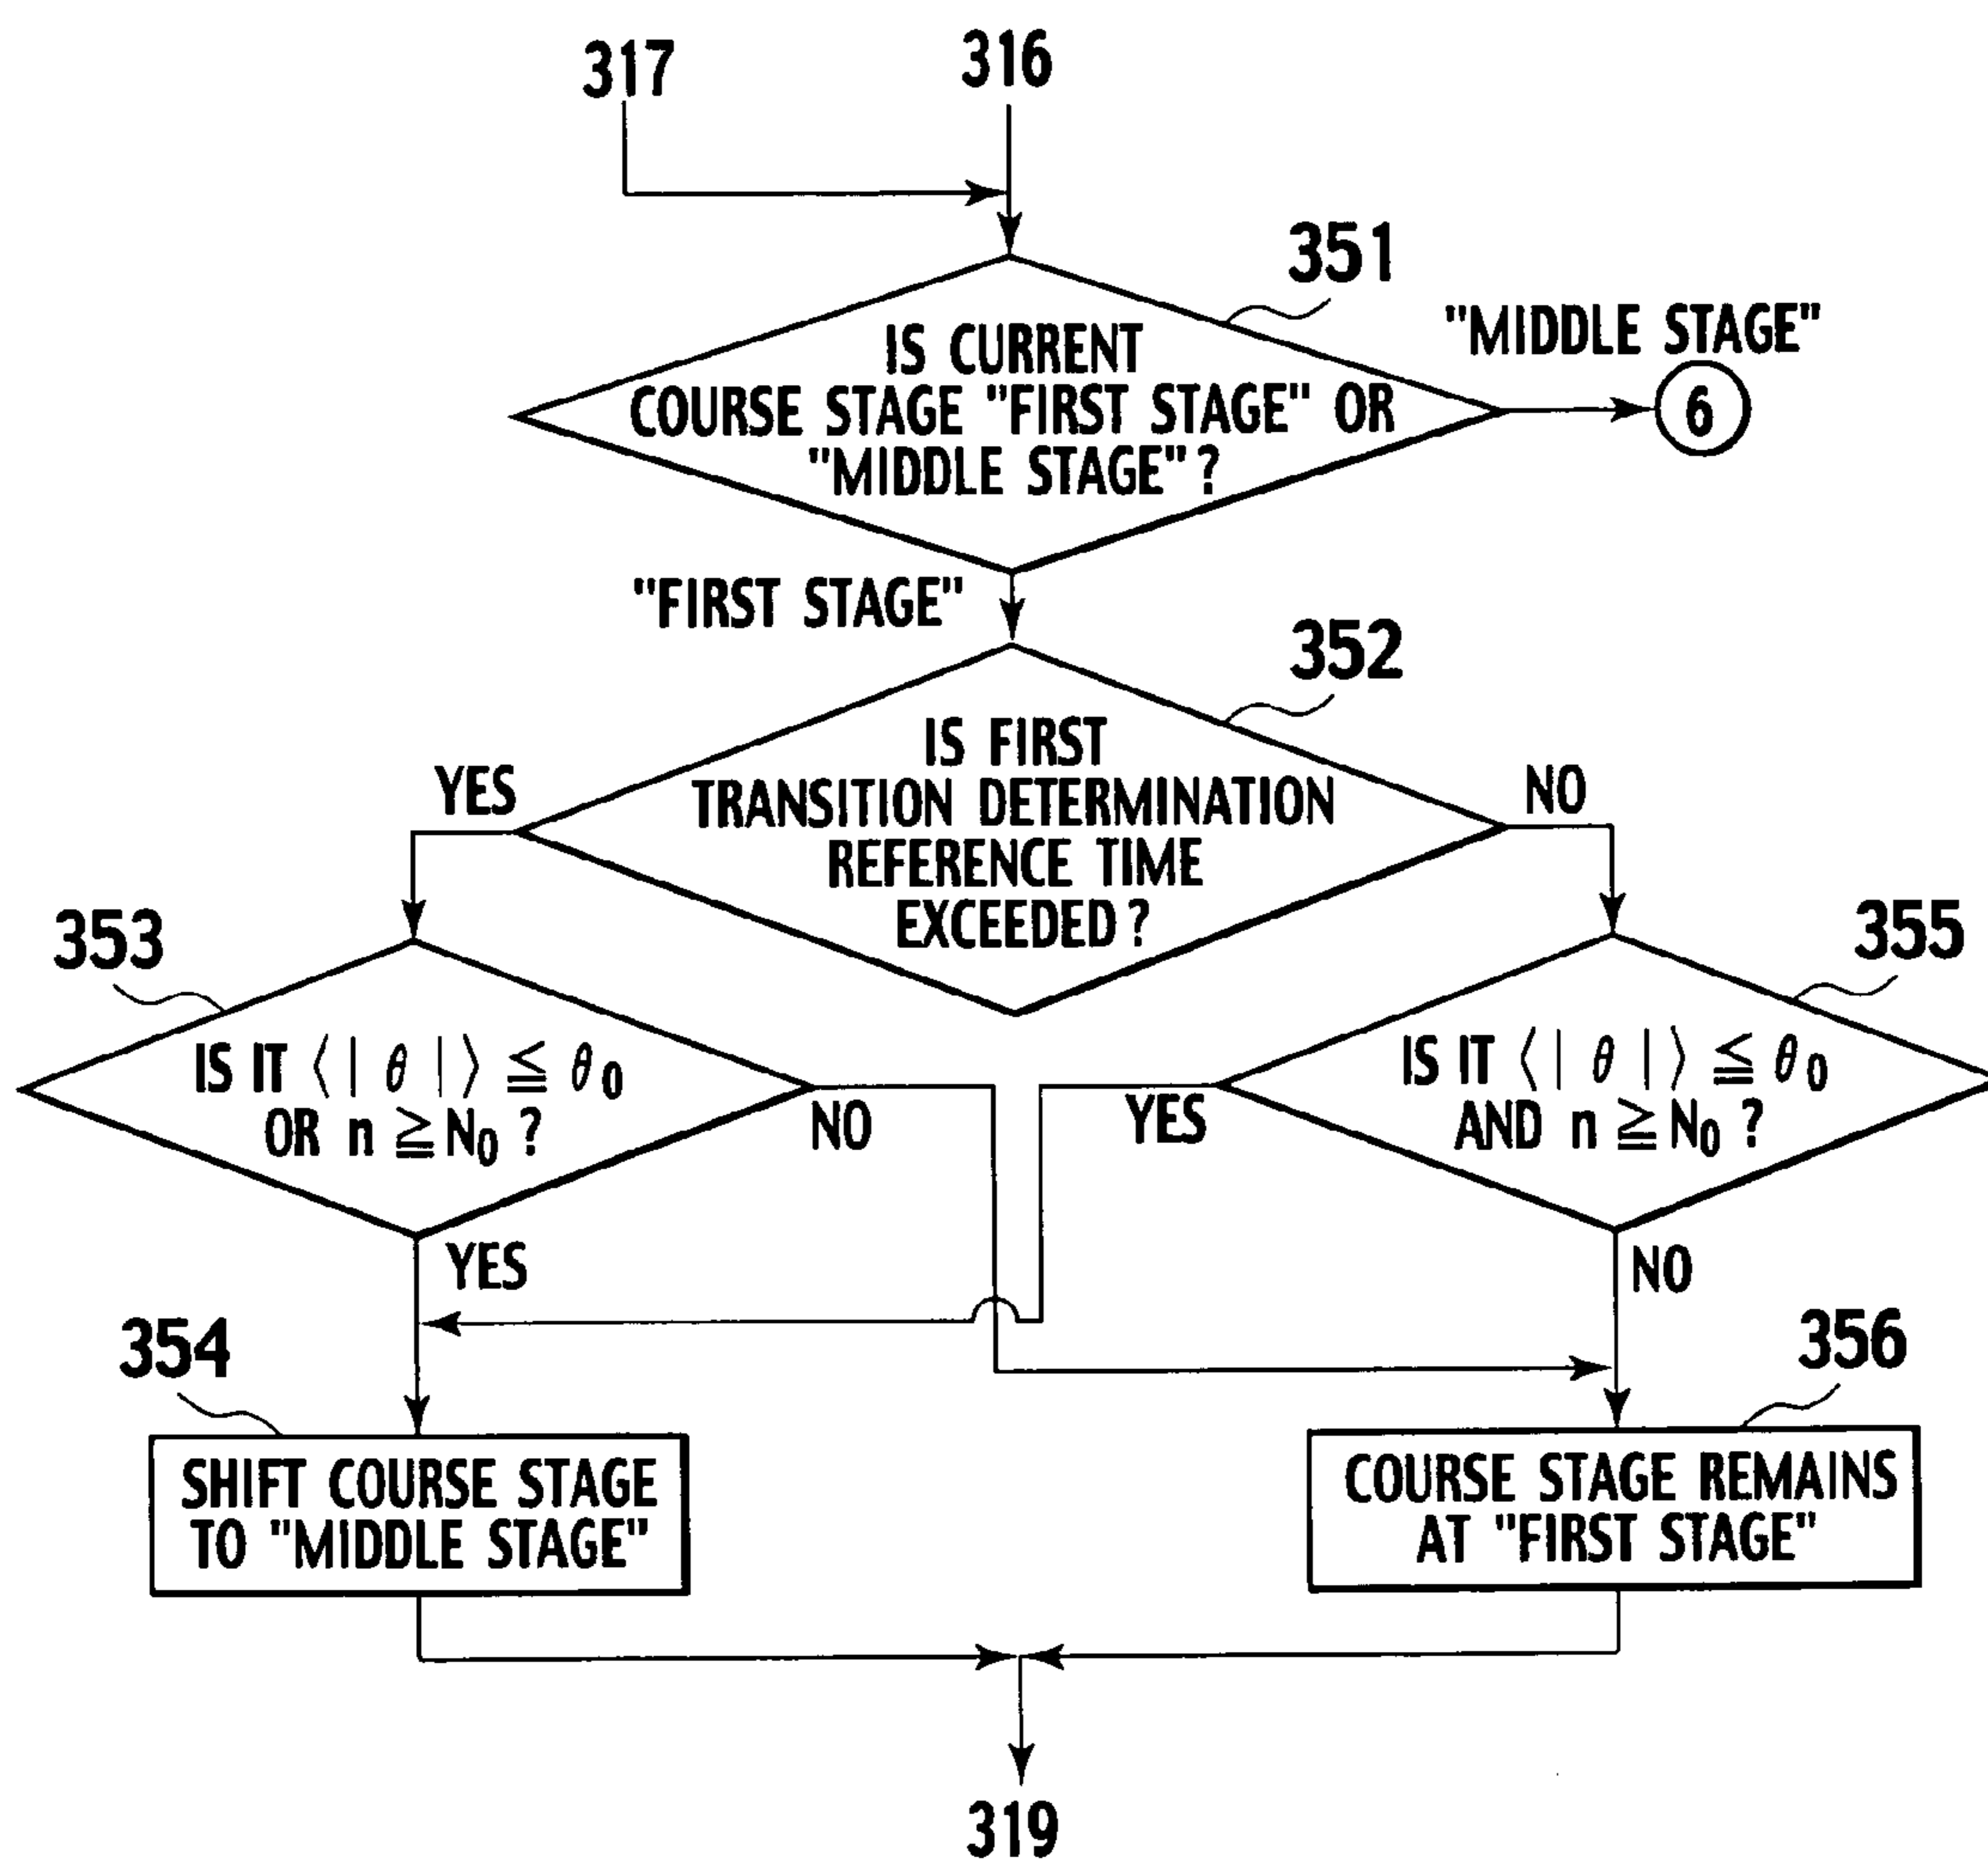 317
316
351
IS CURRENT
COURSE STAGE "FIRST STAGE" OR
"MIDDLE STAGE"?
"MIDDLE STAGE"
6
"FIRST STAGE"
352
IS FIRST
TRANSITION DETERMINATION
REFERENCE TIME
EXCEEDED?
YES
NO
353
IS IT 〈| θ |〉 ≦ θ0
OR n ≧ N0 ?
NO
YES
355
IS IT 〈| θ |〉 ≦ θ0
AND n ≧ N0 ?
YES
NO
354
SHIFT COURSE STAGE
TO "MIDDLE STAGE"
356
COURSE STAGE REMAINS
AT "FIRST STAGE"
319